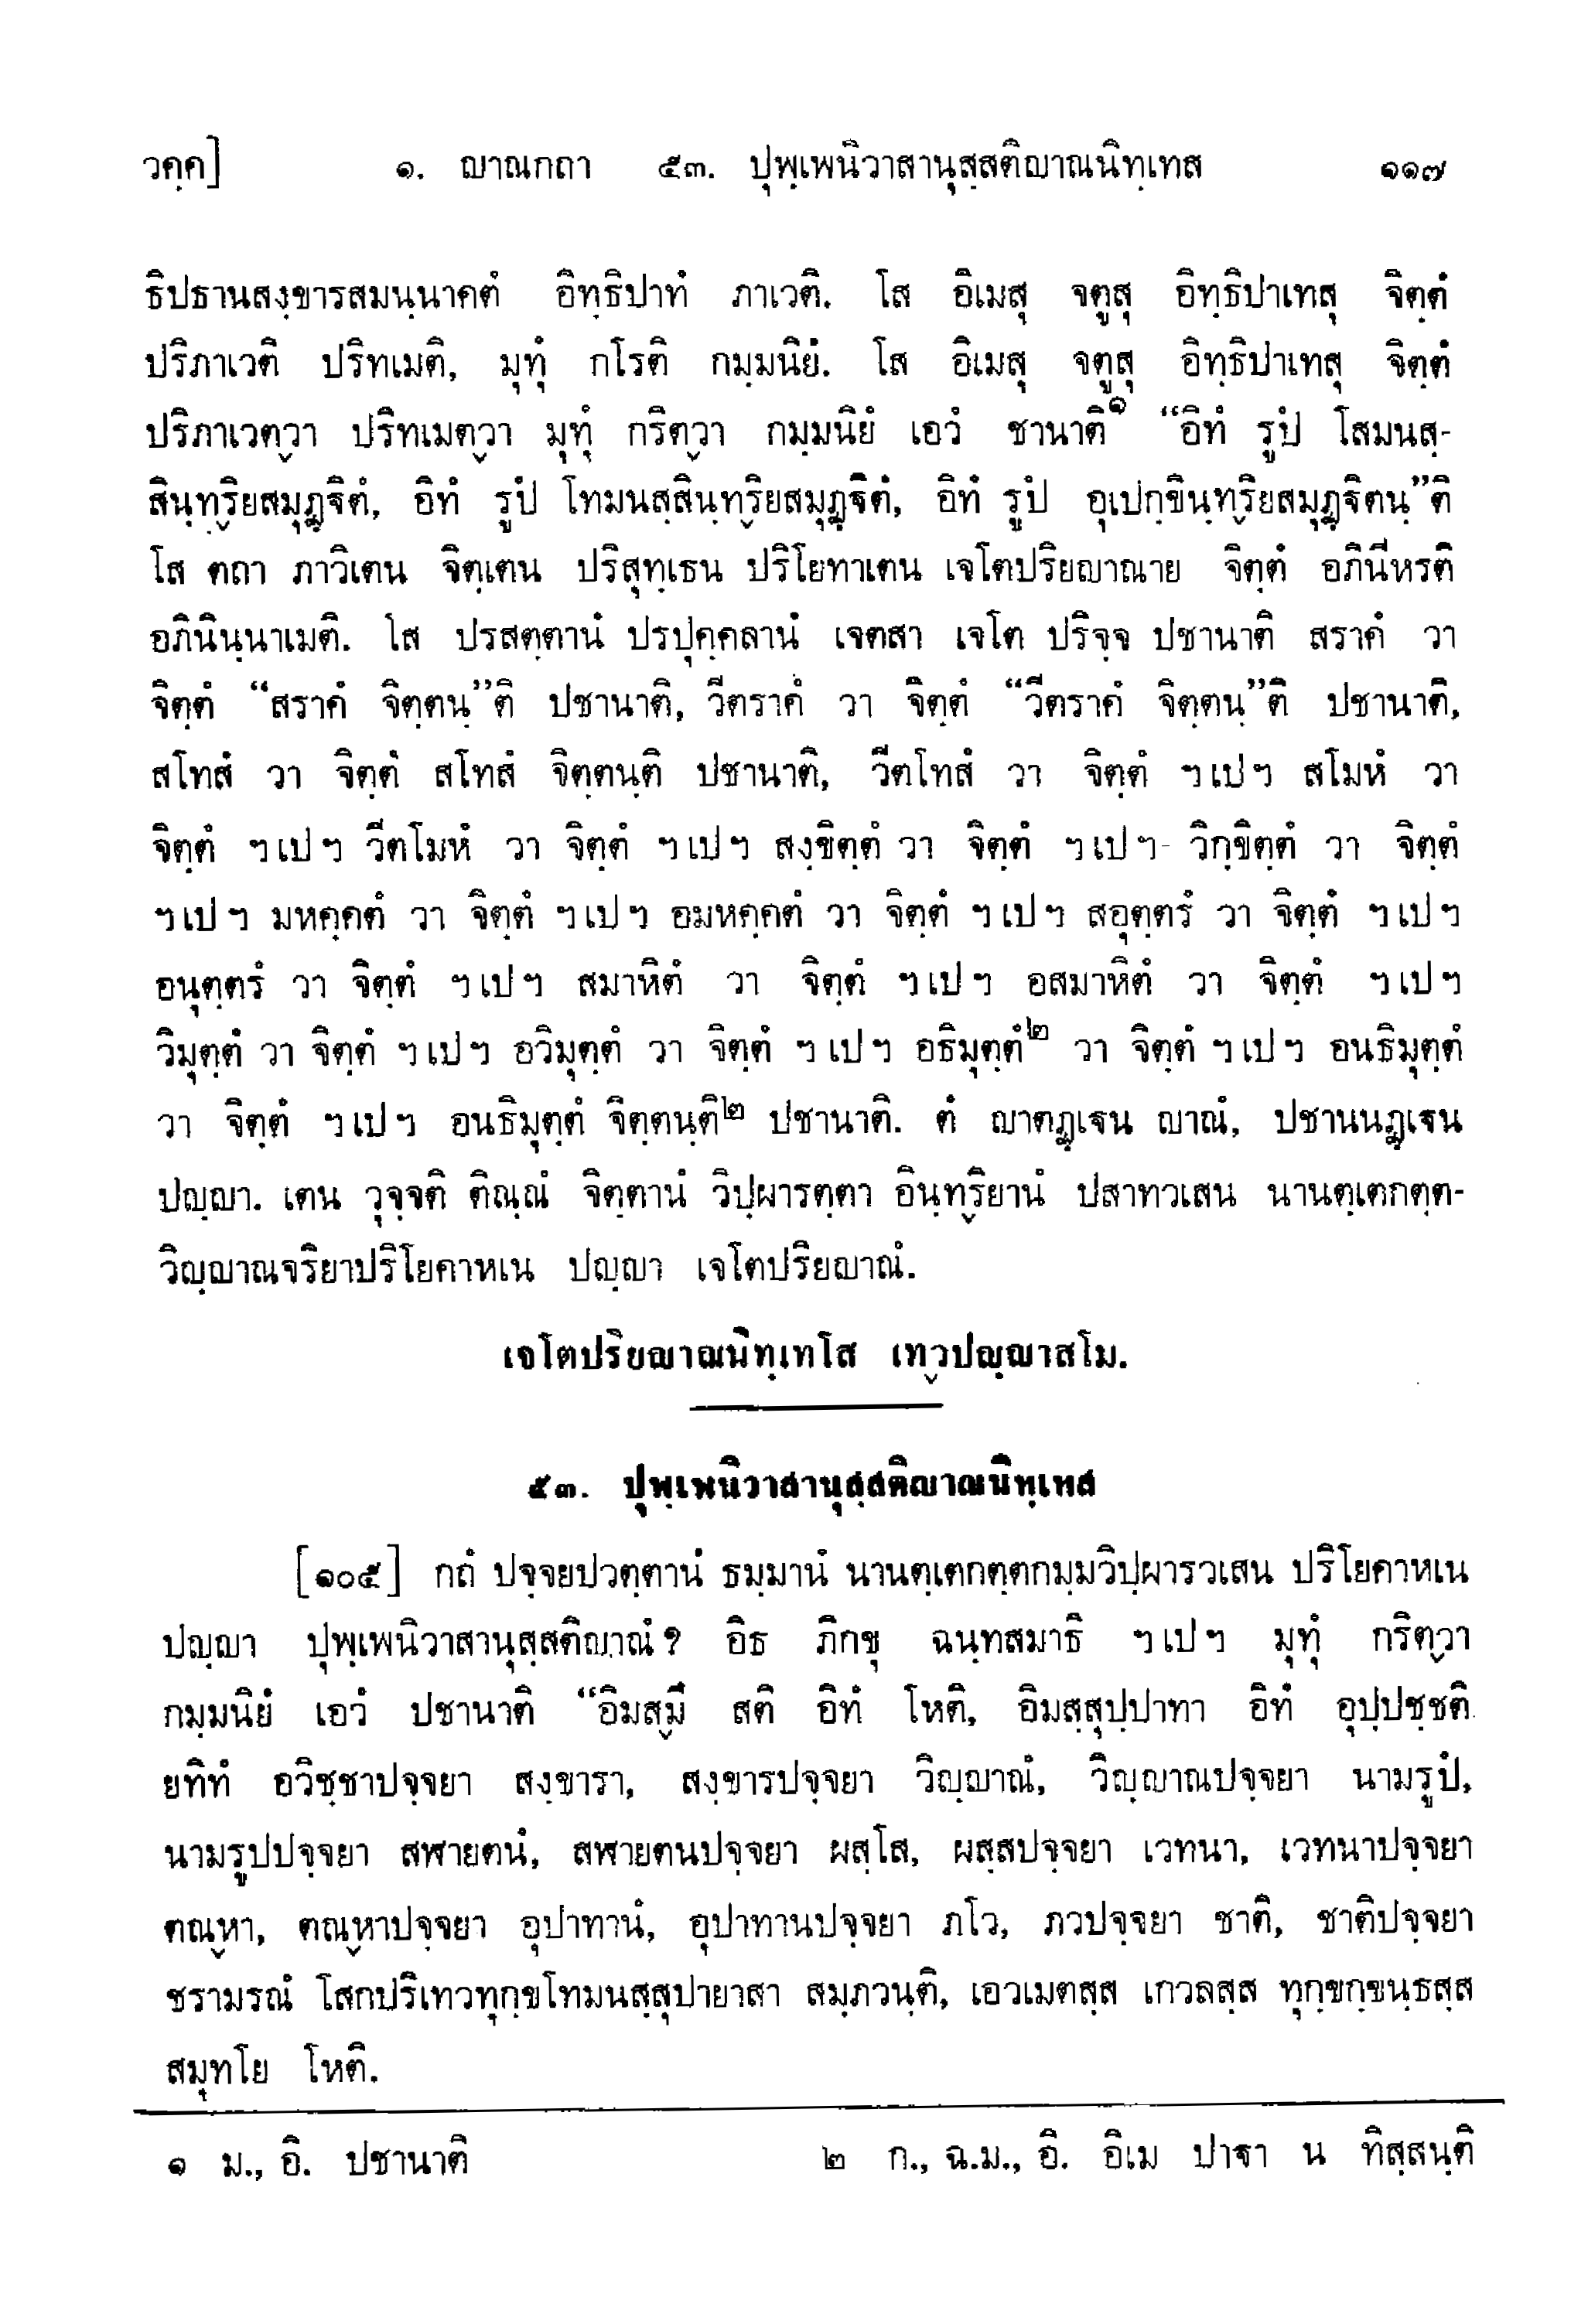 วคฺค] ๑. ญาณกถา ๕๓. ปุพฺเพนิวาสานุสฺสติญาณนิทฺเทส ๑๑๗
ธิปธานสงฺขารสมนฺนาคตํ อิทฺธิปาทํ ภาเวติ. โส อิเมสุ จตูสุ อิทฺธิปาเทสุ จิตฺตํ
ปริภาเวติ ปริทเมติ, มุทุํ กโรติ กมฺมนิยํ. โส อิเมสุ จตูสุ อิทฺธิปาเทสุ จิตฺตํ
ปริภาเวตฺวา ปริทเมตฺวา มุทุํ กริตฺวา กมฺมนิยํ เอวํ ชานาติ๑ “อิทํ รูปํ โสมนสฺ-
สินฺทฺริยสมุฏฺฐิตํ, อิทํ รูปํ โทมนสฺสินฺทฺริยสมุฏฺฐิตํ, อิทํ รูปํ อุเปกฺขินฺทฺริยสมุฏฺฐิตนฺ”ติ
โส ตถา ภาวิเตน จิตฺเตน ปริสุทฺเธน ปริโยทาเตน เจโตปริยญาณาย จิตฺตํ อภินีหรติ
อภินินฺนาเมติ. โส ปรสตฺตานํ ปรปุคฺคลานํ เจตสา เจโต ปริจฺจ ปชานาติ สราคํ วา
จิตฺตํ “สราคํ จิตฺตนฺ”ติ ปชานาติ, วีตราคํ วา จิตฺตํ “วีตราคํ จิตฺตนฺ”ติ ปชานาติ,
สโทสํ วา จิตฺตํ สโทสํ จิตฺตนฺติ ปชานาติ, วีตโทสํ วา จิตฺตํ ฯ เป ฯ สโมหํ วา
จิตฺตํ ฯ เป ฯ วีตโมหํ วา จิตฺตํ ฯ เป ฯ สงฺขิตฺตํ วา จิตฺตํ ฯ เป ฯ วิกฺขิตฺตํ วา จิตฺตํ
ฯ เป ฯ มหคฺคตํ วา จิตฺตํ ฯ เป ฯ อมหคฺคตํ วา จิตฺตํ ฯ เป ฯ สอุตฺตรํ วา จิตฺตํ ฯ เป ฯ
อนุตฺตรํ วา จิตฺตํ ฯ เป ฯ สมาหิตํ วา จิตฺตํ ฯ เป ฯ อสมาหิตํ วา จิตฺตํ ฯ เป ฯ
วิมุตฺตํ วา จิตฺตํ ฯ เป ฯ อวิมุตฺตํ วา จิตฺตํ ฯ เป ฯ อธิมุตฺตํ๒ วา จิตฺตํ ฯ เป ฯ อนธิมุตฺตํ
วา จิตฺตํ ฯ เป ฯ อนธิมุตฺตํ จิตฺตนฺติ๒ ปชานาติ. ตํ ญาตฏฺเฐน ญาณํ, ปชานนฏฺเฐน
ปญฺญา. เตน วุจฺจติ ติณฺณํ จิตฺตานํ วิปฺผารตฺตา อินฺทฺริยานํ ปสาทวเสน นานตฺเตกตฺต-
วิญฺญาณจริยาปริโยคาหเน ปญฺญา เจโตปริยญาณํ.
เจโตปริยญาณนิทฺเทโส เทฺวปญฺญาสโม.
๕๓. ปุพฺเพนิวาสานุสฺสติญาณนิทฺเทส
[๑๐๕] กถํ ปจฺจยปวตฺตานํ ธมฺมานํ นานตฺเตกตฺตกมฺมวิปฺผารวเสน ปริโยคาหเน
ปญฺญา ปุพฺเพนิวาสานุสฺสติญาณํ? อิธ ภิกขุ ฉนฺทสมาธิ ฯ เป ฯ มุทุํ กริตฺวา
กมฺมนิยํ เอวํ ปชานาติ “อิมสฺมึ สติ อิทํ โหติ, อิมสฺสุปฺปาทา อิทํ อุปฺปชฺชติ
ยทิทํ อวิชฺชาปจฺจยา สงฺขารา, สงฺขารปจฺจยา วิญฺญาณํ, วิญฺญาณปจฺจยา นามรูปํ,
นามรูปปจฺจยา สฬายตนํ, สฬายตนปจฺจยา ผสฺโส, ผสฺสปจฺจยา เวทนา, เวทนาปจฺจยา
ตณฺหา, ตณฺหาปจฺจยา อุปาทานํ, อุปาทานปจฺจยา ภโว, ภวปจฺจยา ชาติ, ชาติปจฺจยา
ชรามรณํ โสกปริเทวทุกฺขโทมนสฺสุปายาสา สมฺภวนฺติ, เอวเมตสฺส เกวลสฺส ทุกฺขกฺขนฺธสฺส
สมุทโย โหติ.
๑ ม., อิ. ปชานาติ ๒ ก., ฉ.ม., อิ. อิเม ปาฐา น ทิสฺสนฺติ